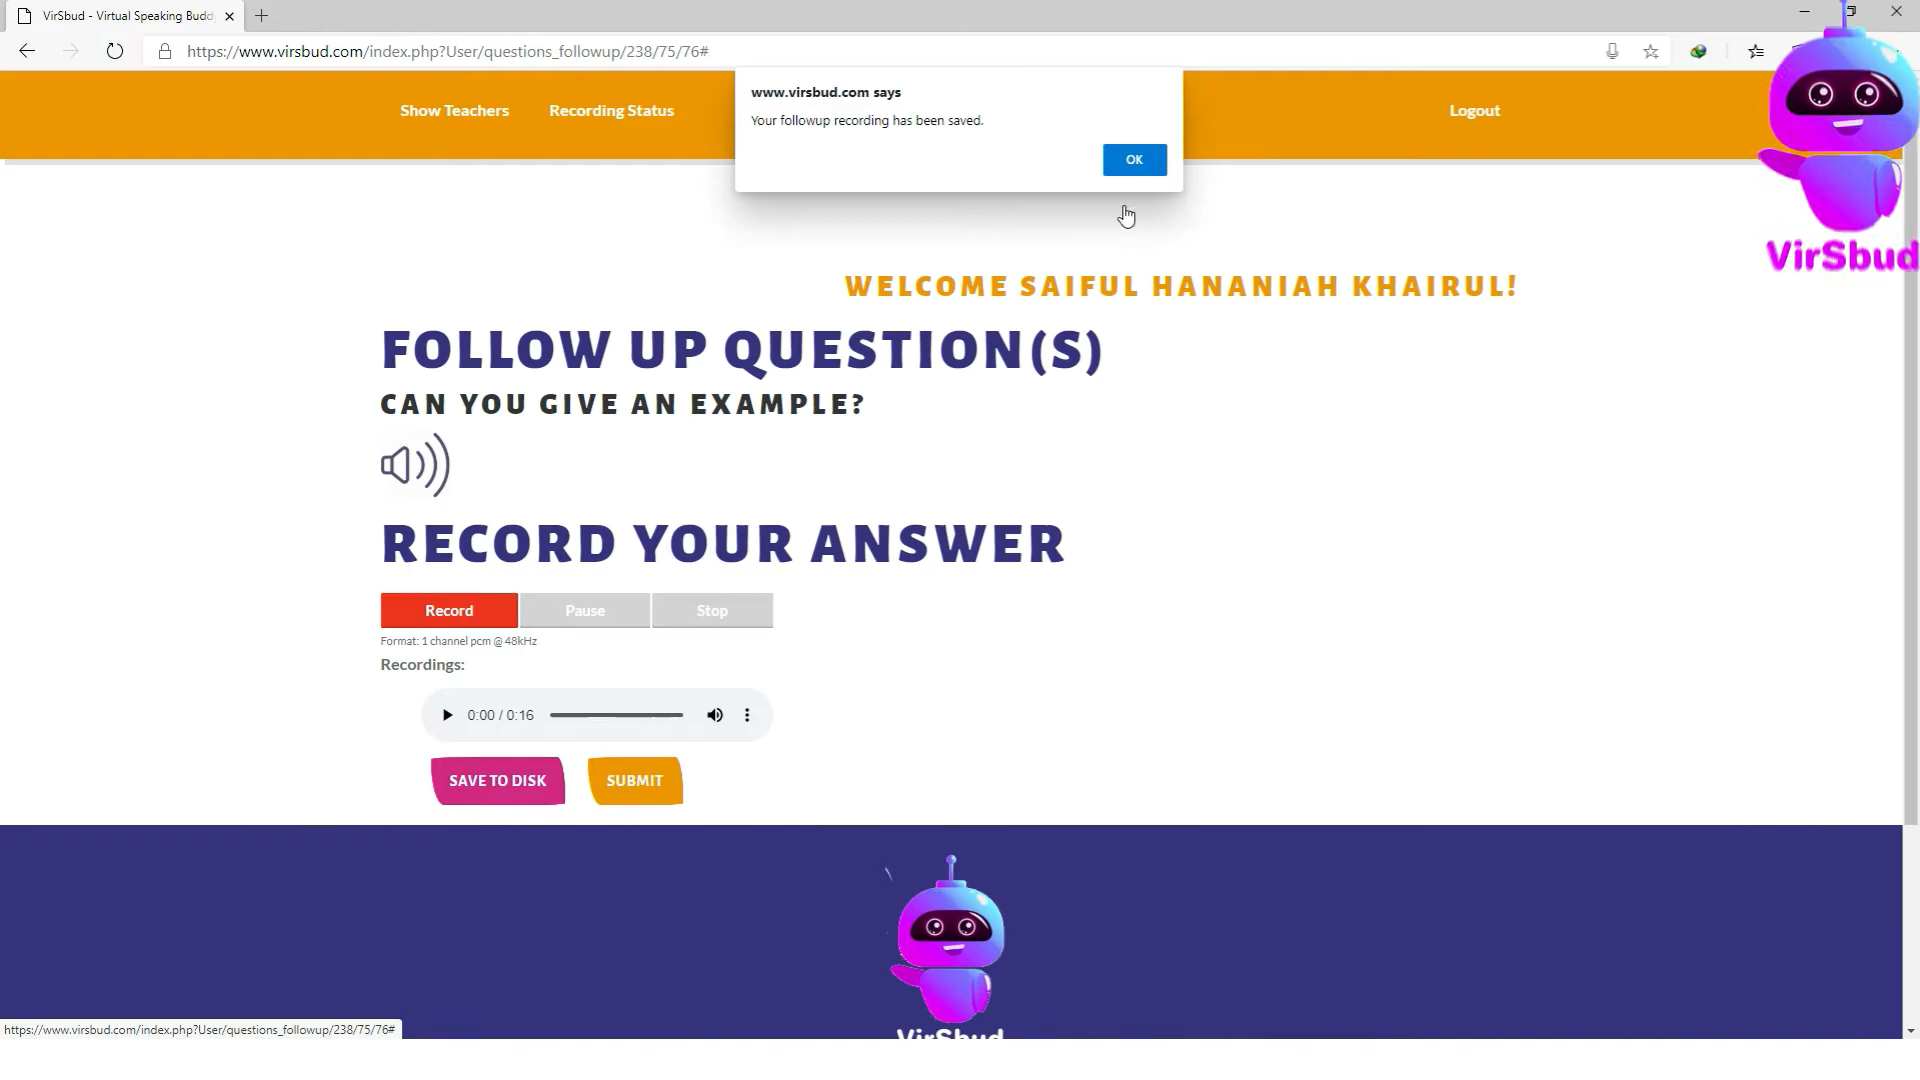 VirSbud - Virtual Speaking Budd
https://www.virsbud.com/index.php?User/questions_followup/238/75/76#
Show Teachers
Recording Status
www.virsbud.com says
Your followup recording has been saved.
OK
Logout
VirSbud
WELCOME SAIFUL HANANIAH KHAIRUL!
FOLLOW UP QUESTION(S)
CAN YOU GIVE AN EXAMPLE?
RECORD YOUR ANSWER
Record
Pause
Stop
Format: 1 channel pcm @ 48kHz
Recordings:
0:00 / 0:16
SAVE TO DISK
SUBMIT
VirSbud
https://www.virsbud.com/index.php?User/questions_followup/238/75/76#